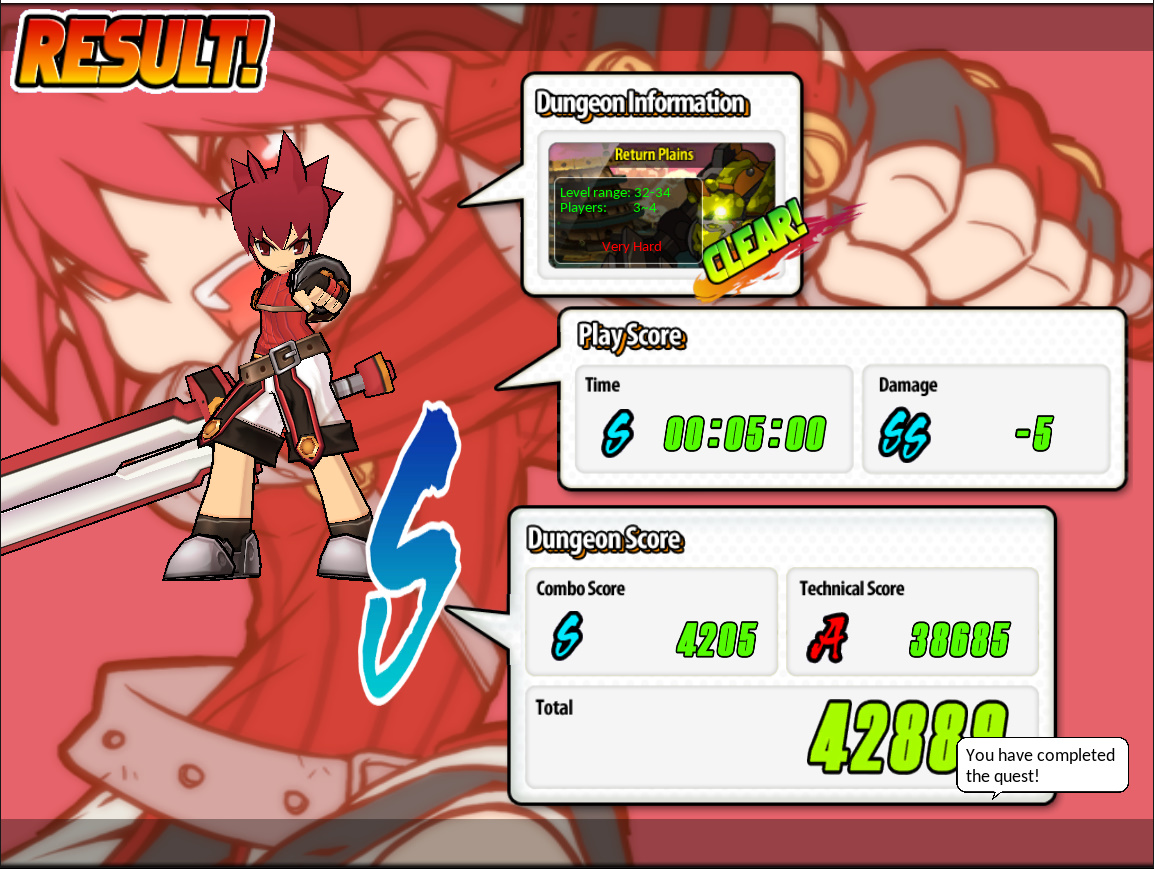 RESULT!
Dungeon Information
Return Plains
Level range: 32-34
Players: 3~4
Very Hard
CLEAR!
Play Score
Time
Damage
S 00:05:00
SS -5
S
Dungeon Score
Combo Score
Technical Score
S 4205
A 38685
Total
42889
You have completed
the quest!